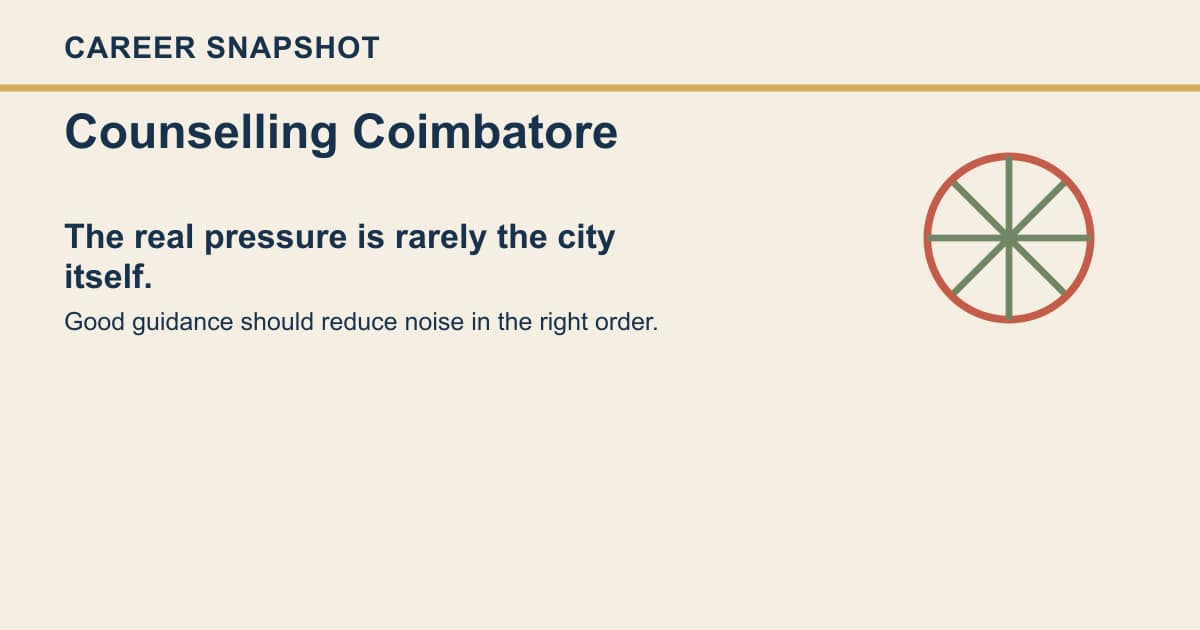 CAREER SNAPSHOT
Counselling Coimbatore
The real pressure is rarely the city
itself.
Good guidance should reduce noise in the right order.